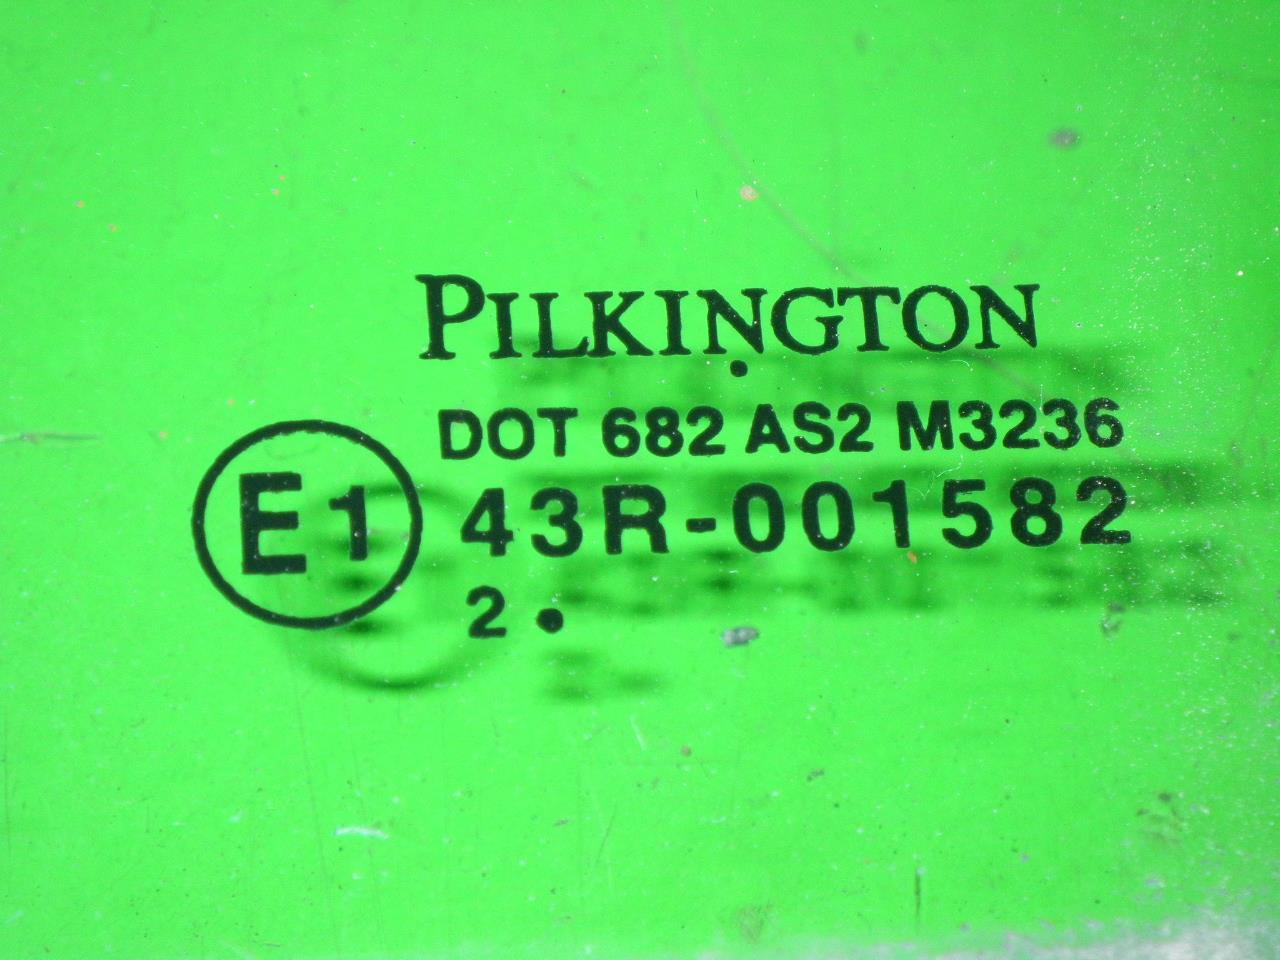 PILKINGTON
DOT 682 AS2 M3236
E1 43R-001582
2 .